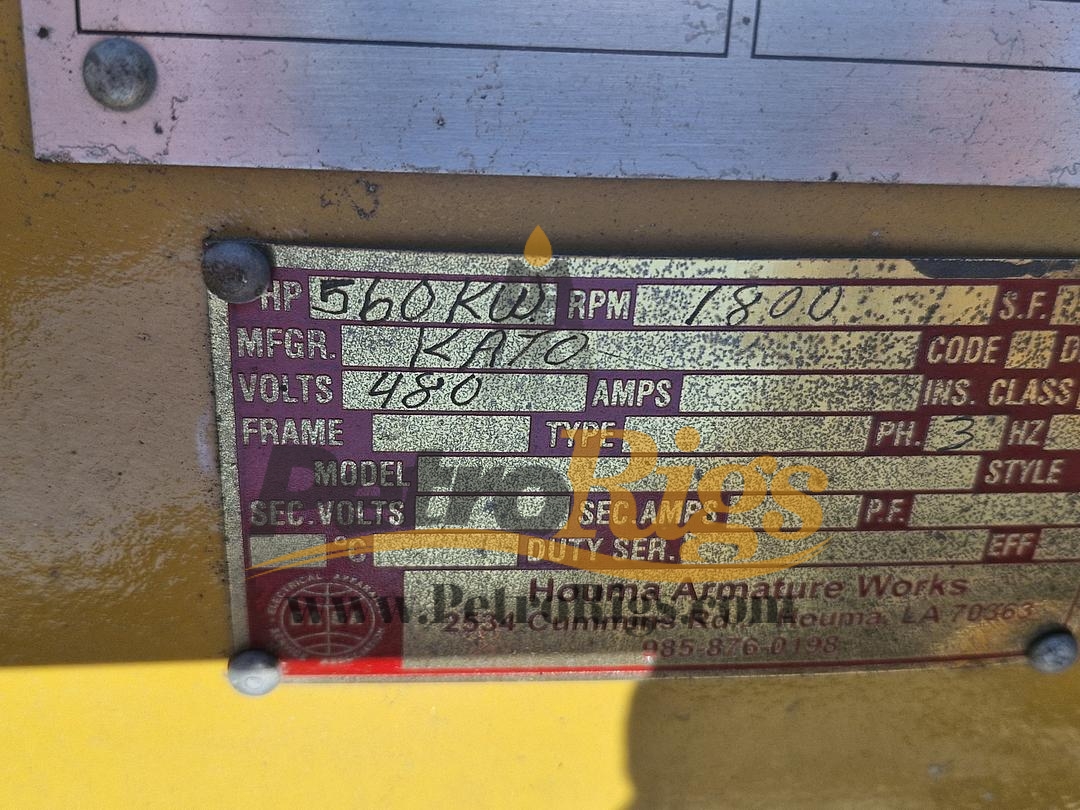 HP 560KW RPM 1800 S.F.
MFGR. KATO CODE
VOLTS 480 AMPS INS. CLASS
FRAME TYPE PH. 3 HZ
MODEL STYLE
SEC. VOLTS SEC. AMPS P.F.
°C DUTY SER. EFF
Houma Armature Works
2534 Cummins Rd. Houma, LA 70363
985-876-0198
PetroRigs
www.PetroRigs.com